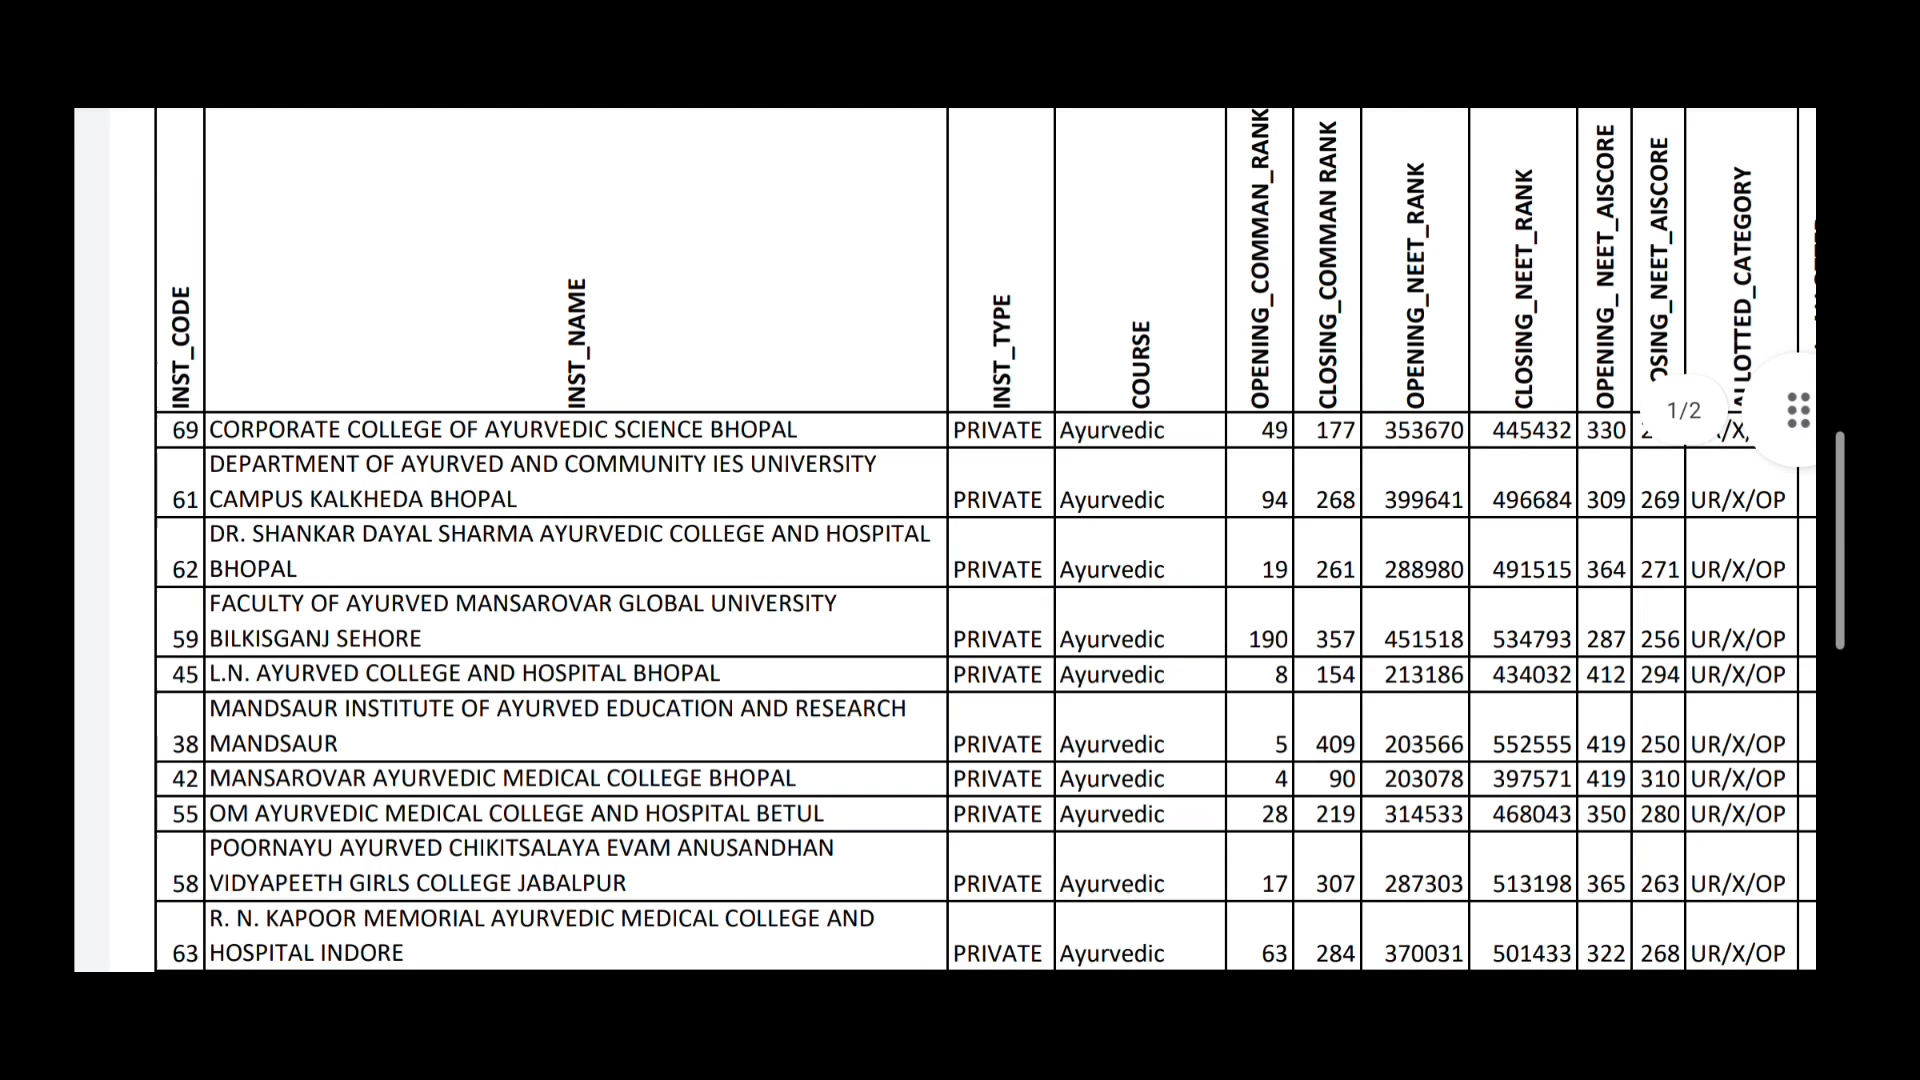 INST_CODE INST_NAME INST_TYPE COURSE OPENING_COMMAN_RANK CLOSING_COMMAN RANK OPENING_NEET_RANK CLOSING_NEET_RANK OPENING_ NEET_AISCORE OSING_NEET_AISCORE ALLOTTED_CATEGORY
1/2
69 CORPORATE COLLEGE OF AYURVEDIC SCIENCE BHOPAL PRIVATE Ayurvedic 49 177 353670 445432 330
DEPARTMENT OF AYURVED AND COMMUNITY IES UNIVERSITY
61 CAMPUS KALKHEDA BHOPAL PRIVATE Ayurvedic 94 268 399641 496684 309 269 UR/X/OP
DR. SHANKAR DAYAL SHARMA AYURVEDIC COLLEGE AND HOSPITAL
62 BHOPAL PRIVATE Ayurvedic 19 261 288980 491515 364 271 UR/X/OP
FACULTY OF AYURVED MANSAROVAR GLOBAL UNIVERSITY
59 BILKISGANJ SEHORE PRIVATE Ayurvedic 190 357 451518 534793 287 256 UR/X/OP
45 L.N. AYURVED COLLEGE AND HOSPITAL BHOPAL PRIVATE Ayurvedic 8 154 213186 434032 412 294 UR/X/OP
MANDSAUR INSTITUTE OF AYURVED EDUCATION AND RESEARCH
38 MANDSAUR PRIVATE Ayurvedic 5 409 203566 552555 419 250 UR/X/OP
42 MANSAROVAR AYURVEDIC MEDICAL COLLEGE BHOPAL PRIVATE Ayurvedic 4 90 203078 397571 419 310 UR/X/OP
55 OM AYURVEDIC MEDICAL COLLEGE AND HOSPITAL BETUL PRIVATE Ayurvedic 28 219 314533 468043 350 280 UR/X/OP
POORNAYU AYURVED CHIKITSALAYA EVAM ANUSANDHAN
58 VIDYAPEETH GIRLS COLLEGE JABALPUR PRIVATE Ayurvedic 17 307 287303 513198 365 263 UR/X/OP
R. N. KAPOOR MEMORIAL AYURVEDIC MEDICAL COLLEGE AND
63 HOSPITAL INDORE PRIVATE Ayurvedic 63 284 370031 501433 322 268 UR/X/OP